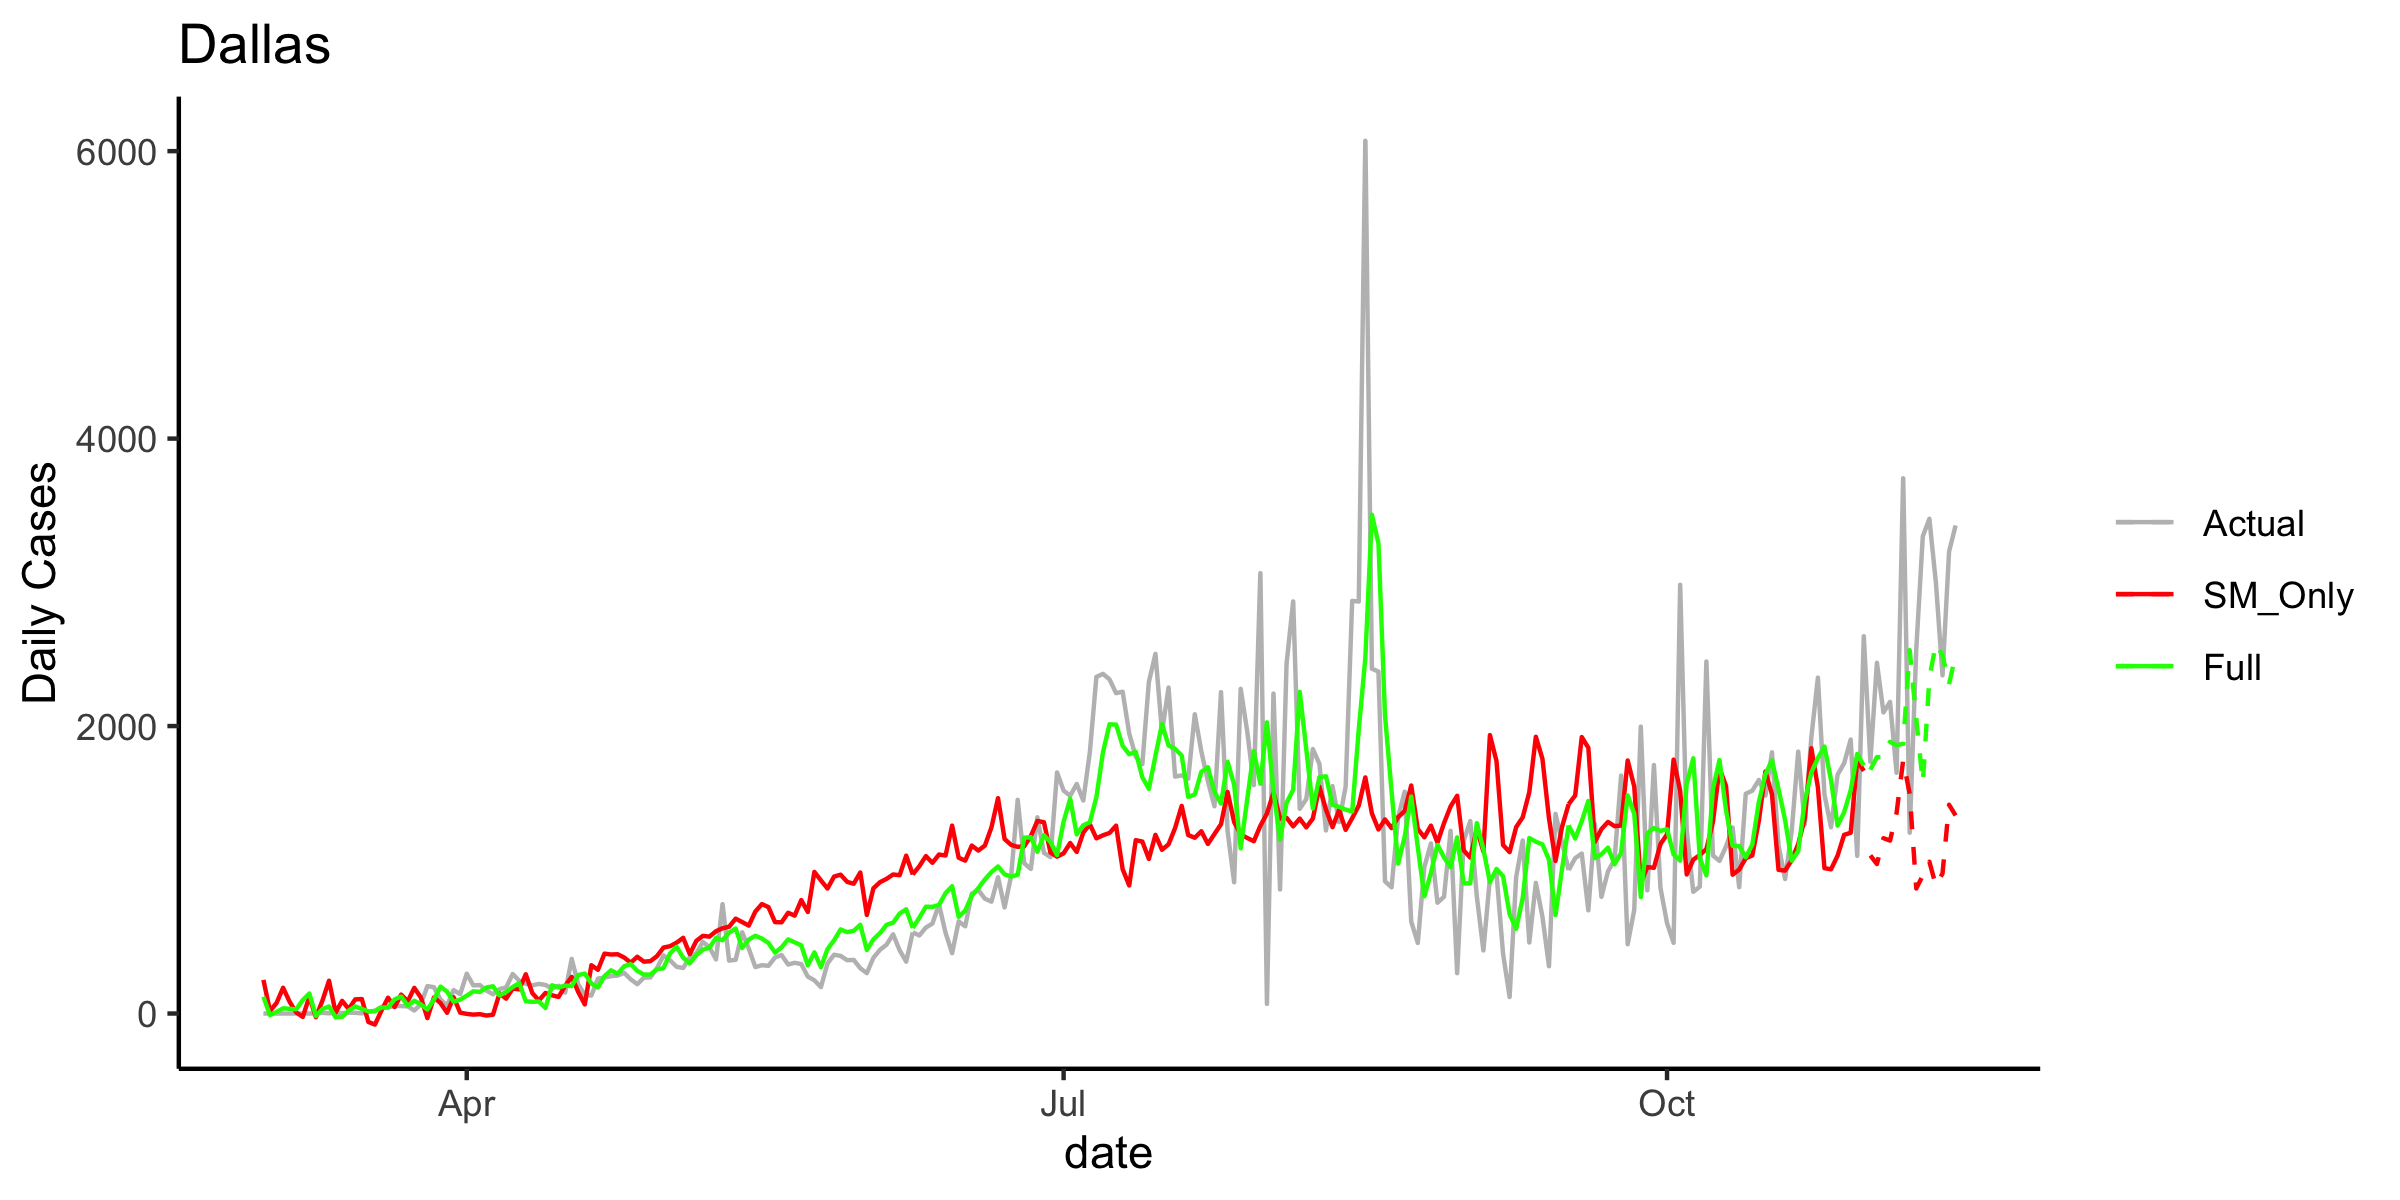 Dallas
Daily Cases
6000
4000
2000
0
Apr
Jul
Oct
date
Actual
SM_Only
Full